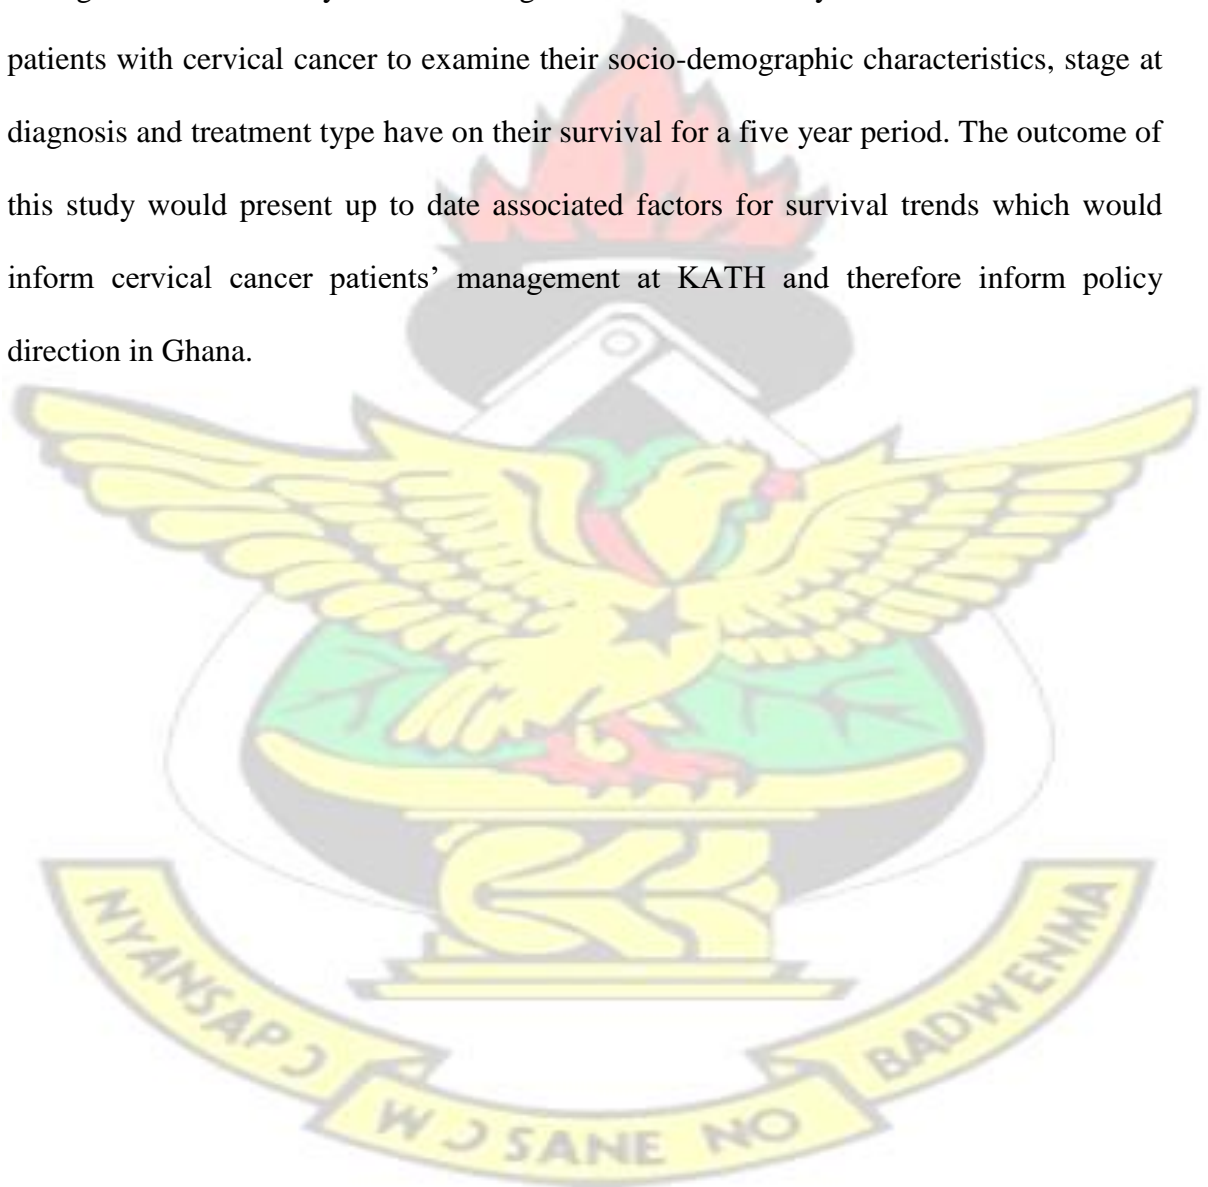 patients with cervical cancer to examine their socio-demographic characteristics, stage at
diagnosis and treatment type have on their survival for a five year period. The outcome of
this study would present up to date associated factors for survival trends which would
inform cervical cancer patients’ management at KATH and therefore inform policy
direction in Ghana.
NYANSAPƆ
WƆSANE NO
BADWENMA